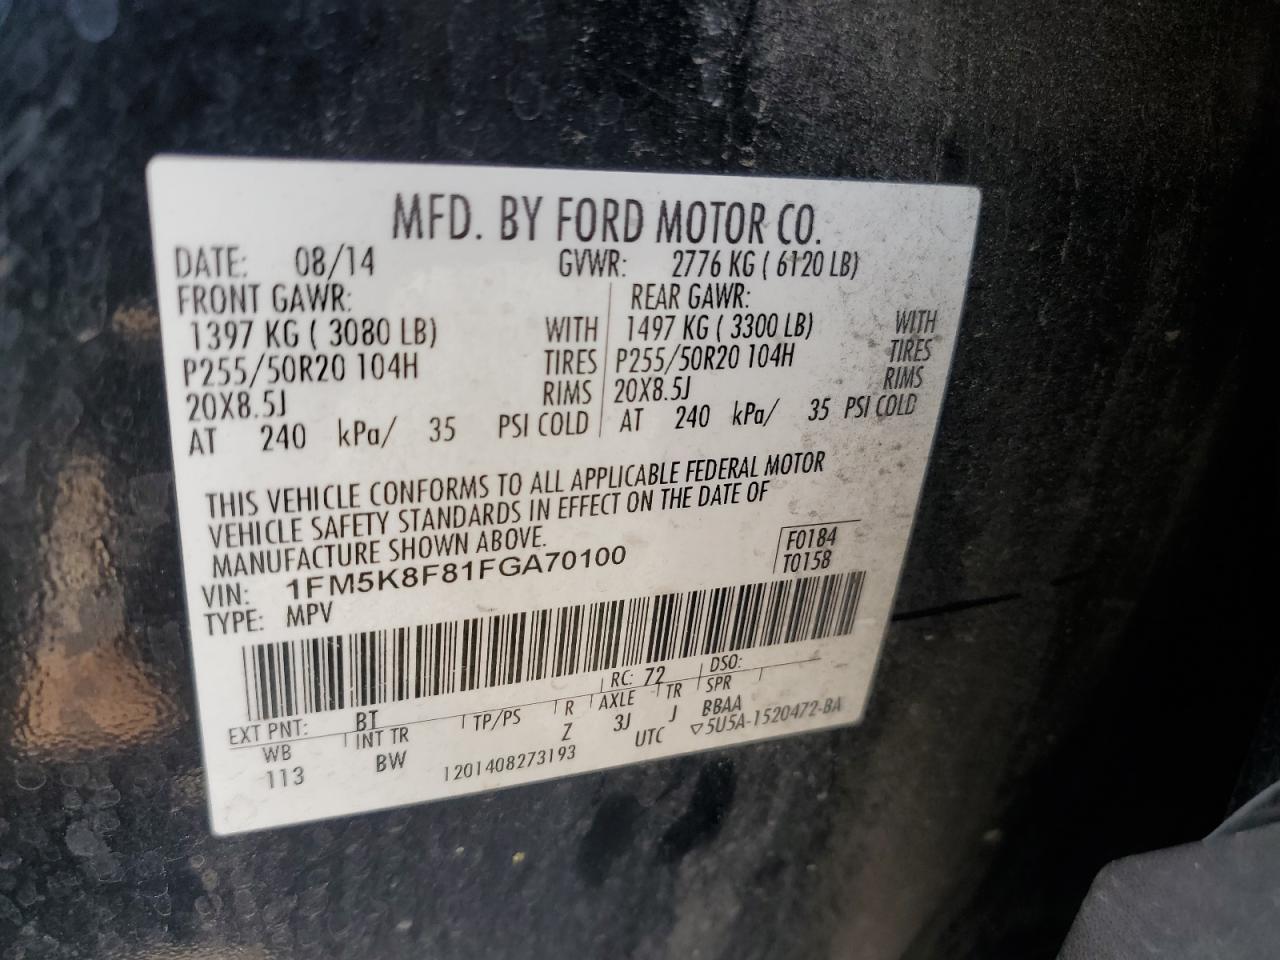 MFD. BY FORD MOTOR CO.
DATE: 08/14 GVWR: 2776 KG ( 6120 LB)
FRONT GAWR: REAR GAWR:
1397 KG ( 3080 LB) WITH 1497 KG ( 3300 LB) WITH
P255/50R20 104H TIRES P255/50R20 104H TIRES
20X8.5J RIMS 20X8.5J RIMS
AT 240 kPa/ 35 PSI COLD AT 240 kPa/ 35 PSI COLD
THIS VEHICLE CONFORMS TO ALL APPLICABLE FEDERAL MOTOR
VEHICLE SAFETY STANDARDS IN EFFECT ON THE DATE OF
MANUFACTURE SHOWN ABOVE.
VIN: 1FM5K8F81FGA70100 F0184
TYPE: MPV T0158
EXT PNT: BT RC: 72 DSO:
WB INT TR TP/PS R AXLE TR SPR
113 BW Z 3J J BBAA
1201408273193 UTC ▽5U5A-1520472-BA